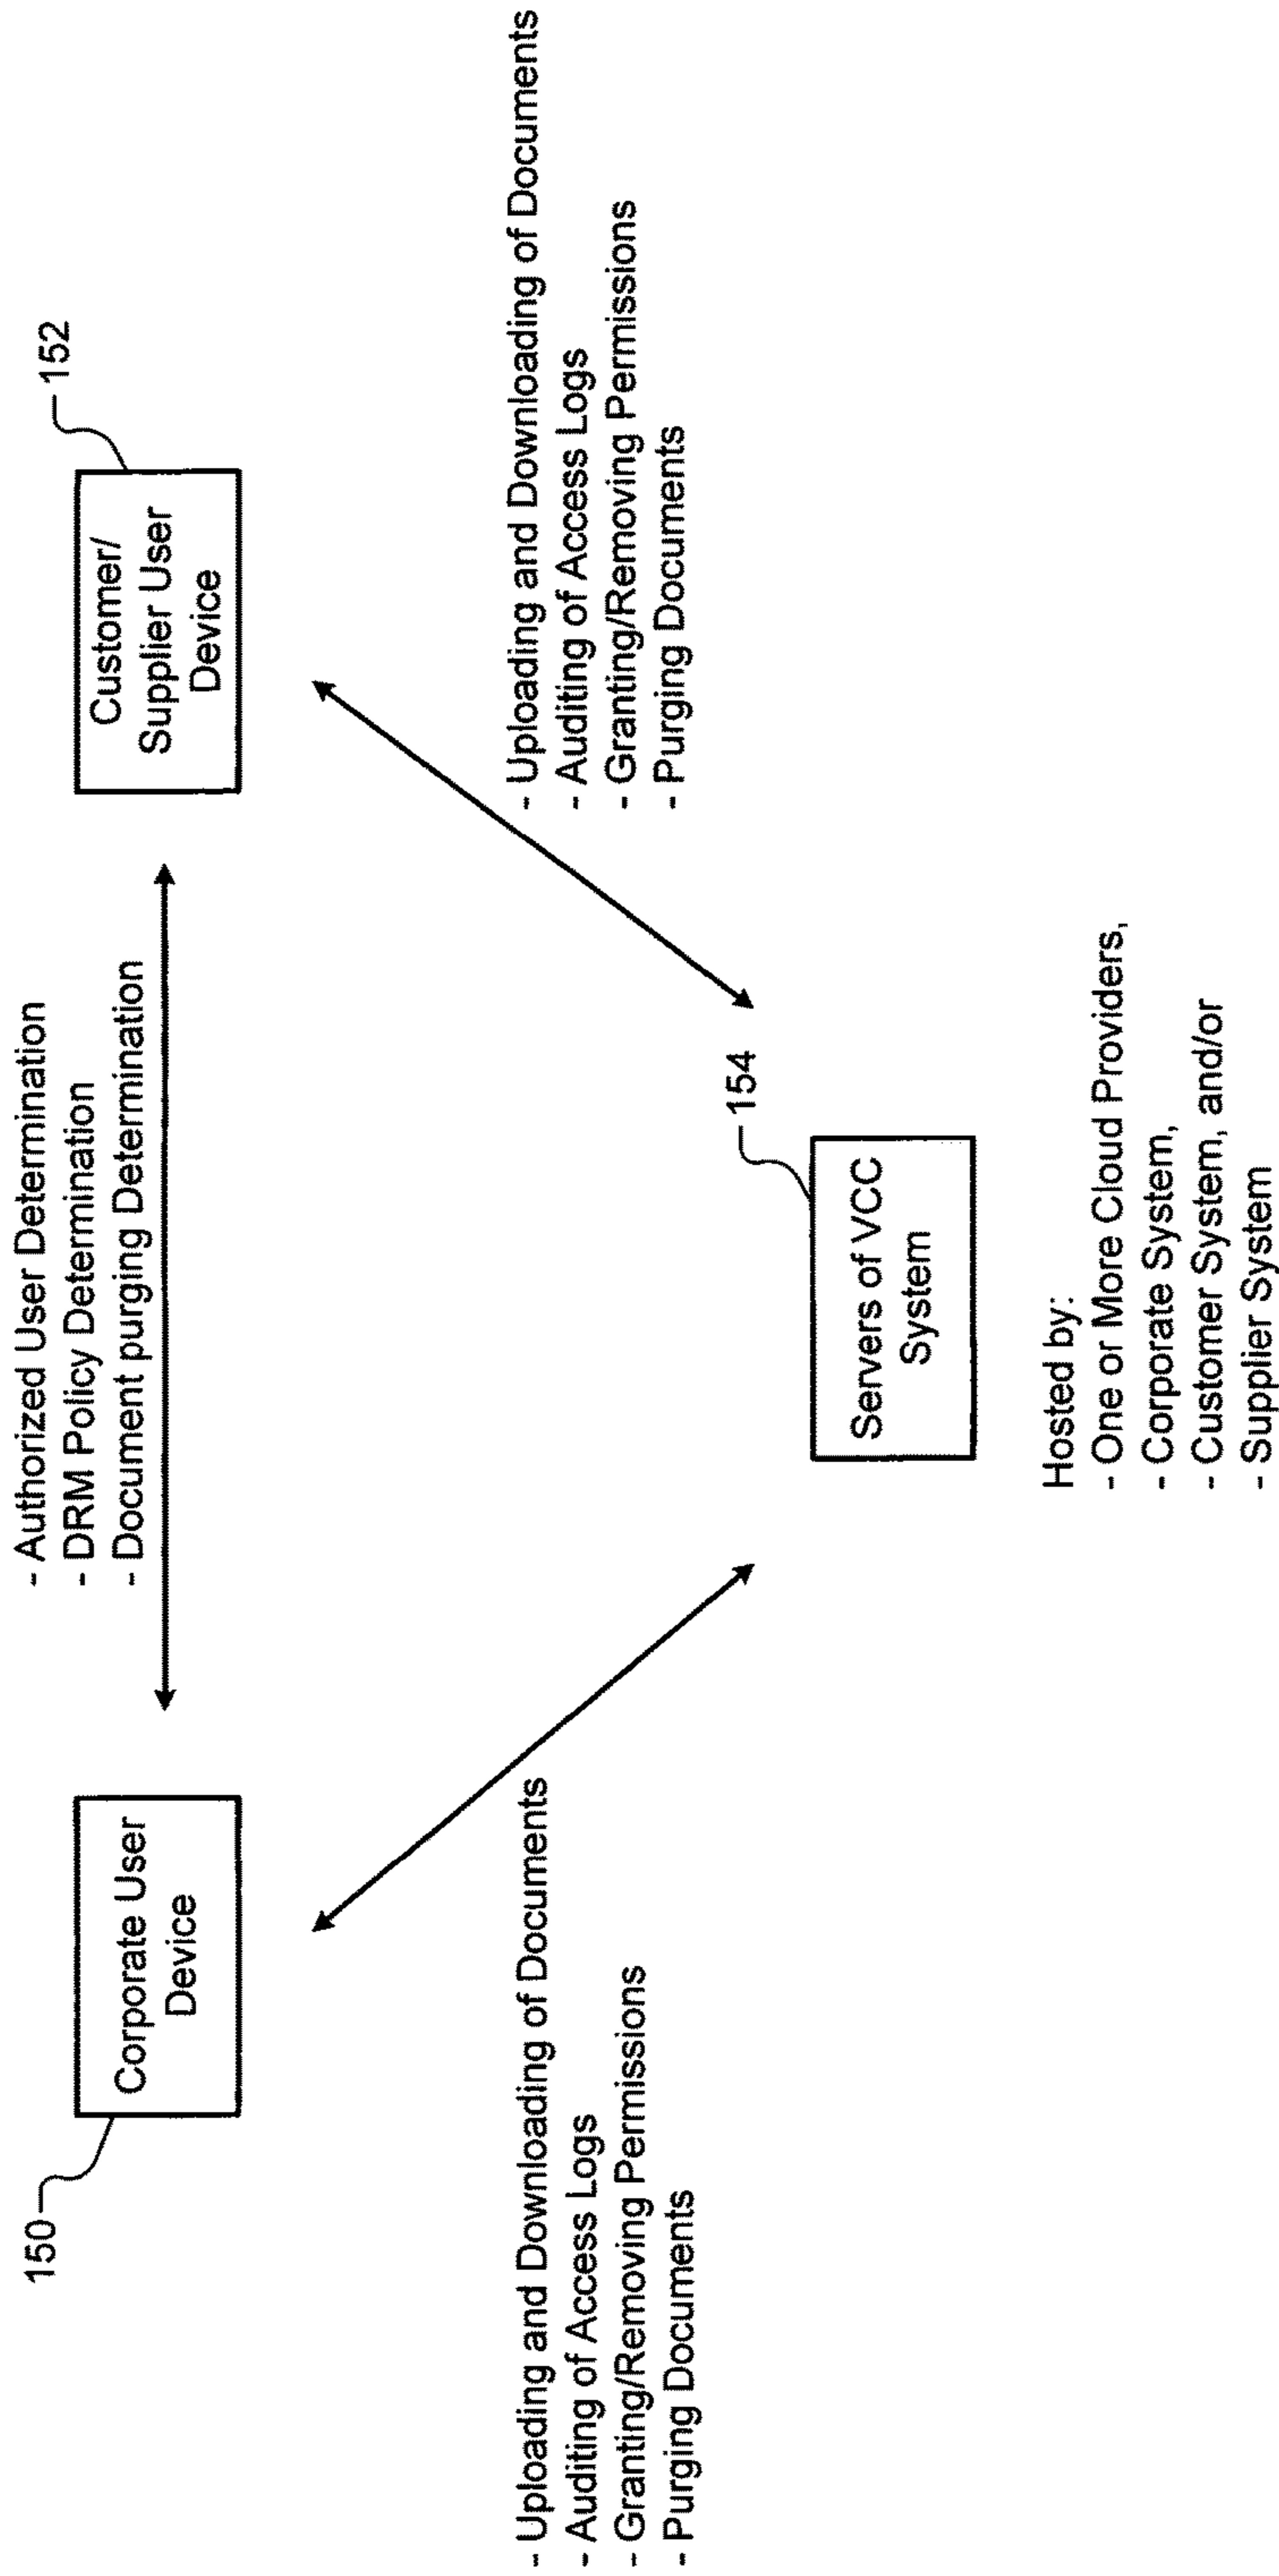 - Authorized User Determination
- DRM Policy Determination
- Document purging Determination
150
Corporate User
Device
152
Customer/
Supplier User
Device
- Uploading and Downloading of Documents
- Auditing of Access Logs
- Granting/Removing Permissions
- Purging Documents
- Uploading and Downloading of Documents
- Auditing of Access Logs
- Granting/Removing Permissions
- Purging Documents
154
Servers of VCC
System
Hosted by:
- One or More Cloud Providers,
- Corporate System,
- Customer System, and/or
- Supplier System